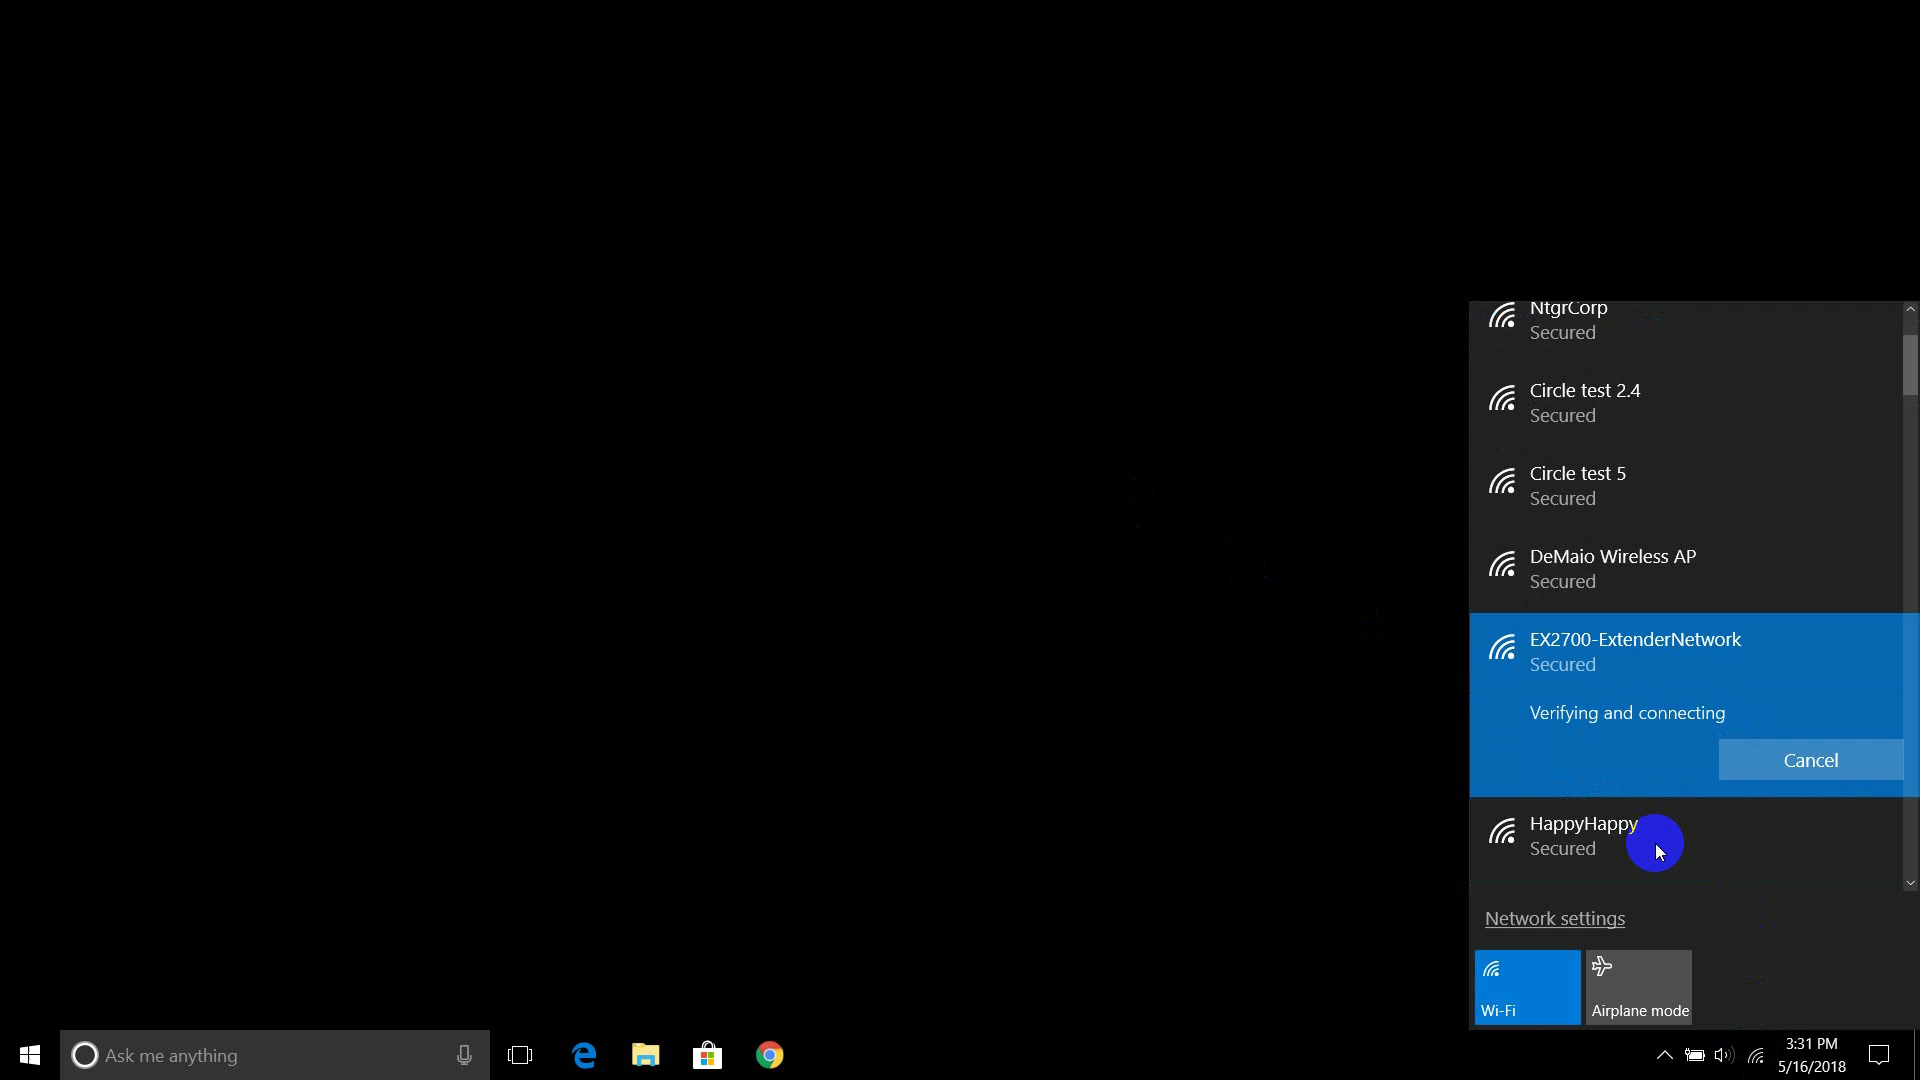 NtgrCorp
Secured
Circle test 2.4
Secured
Circle test 5
Secured
DeMaio Wireless AP
Secured
EX2700-ExtenderNetwork
Secured
Verifying and connecting
Cancel
HappyHappy
Secured
Network settings
Wi-Fi
Airplane mode
Ask me anything
3:31 PM
5/16/2018